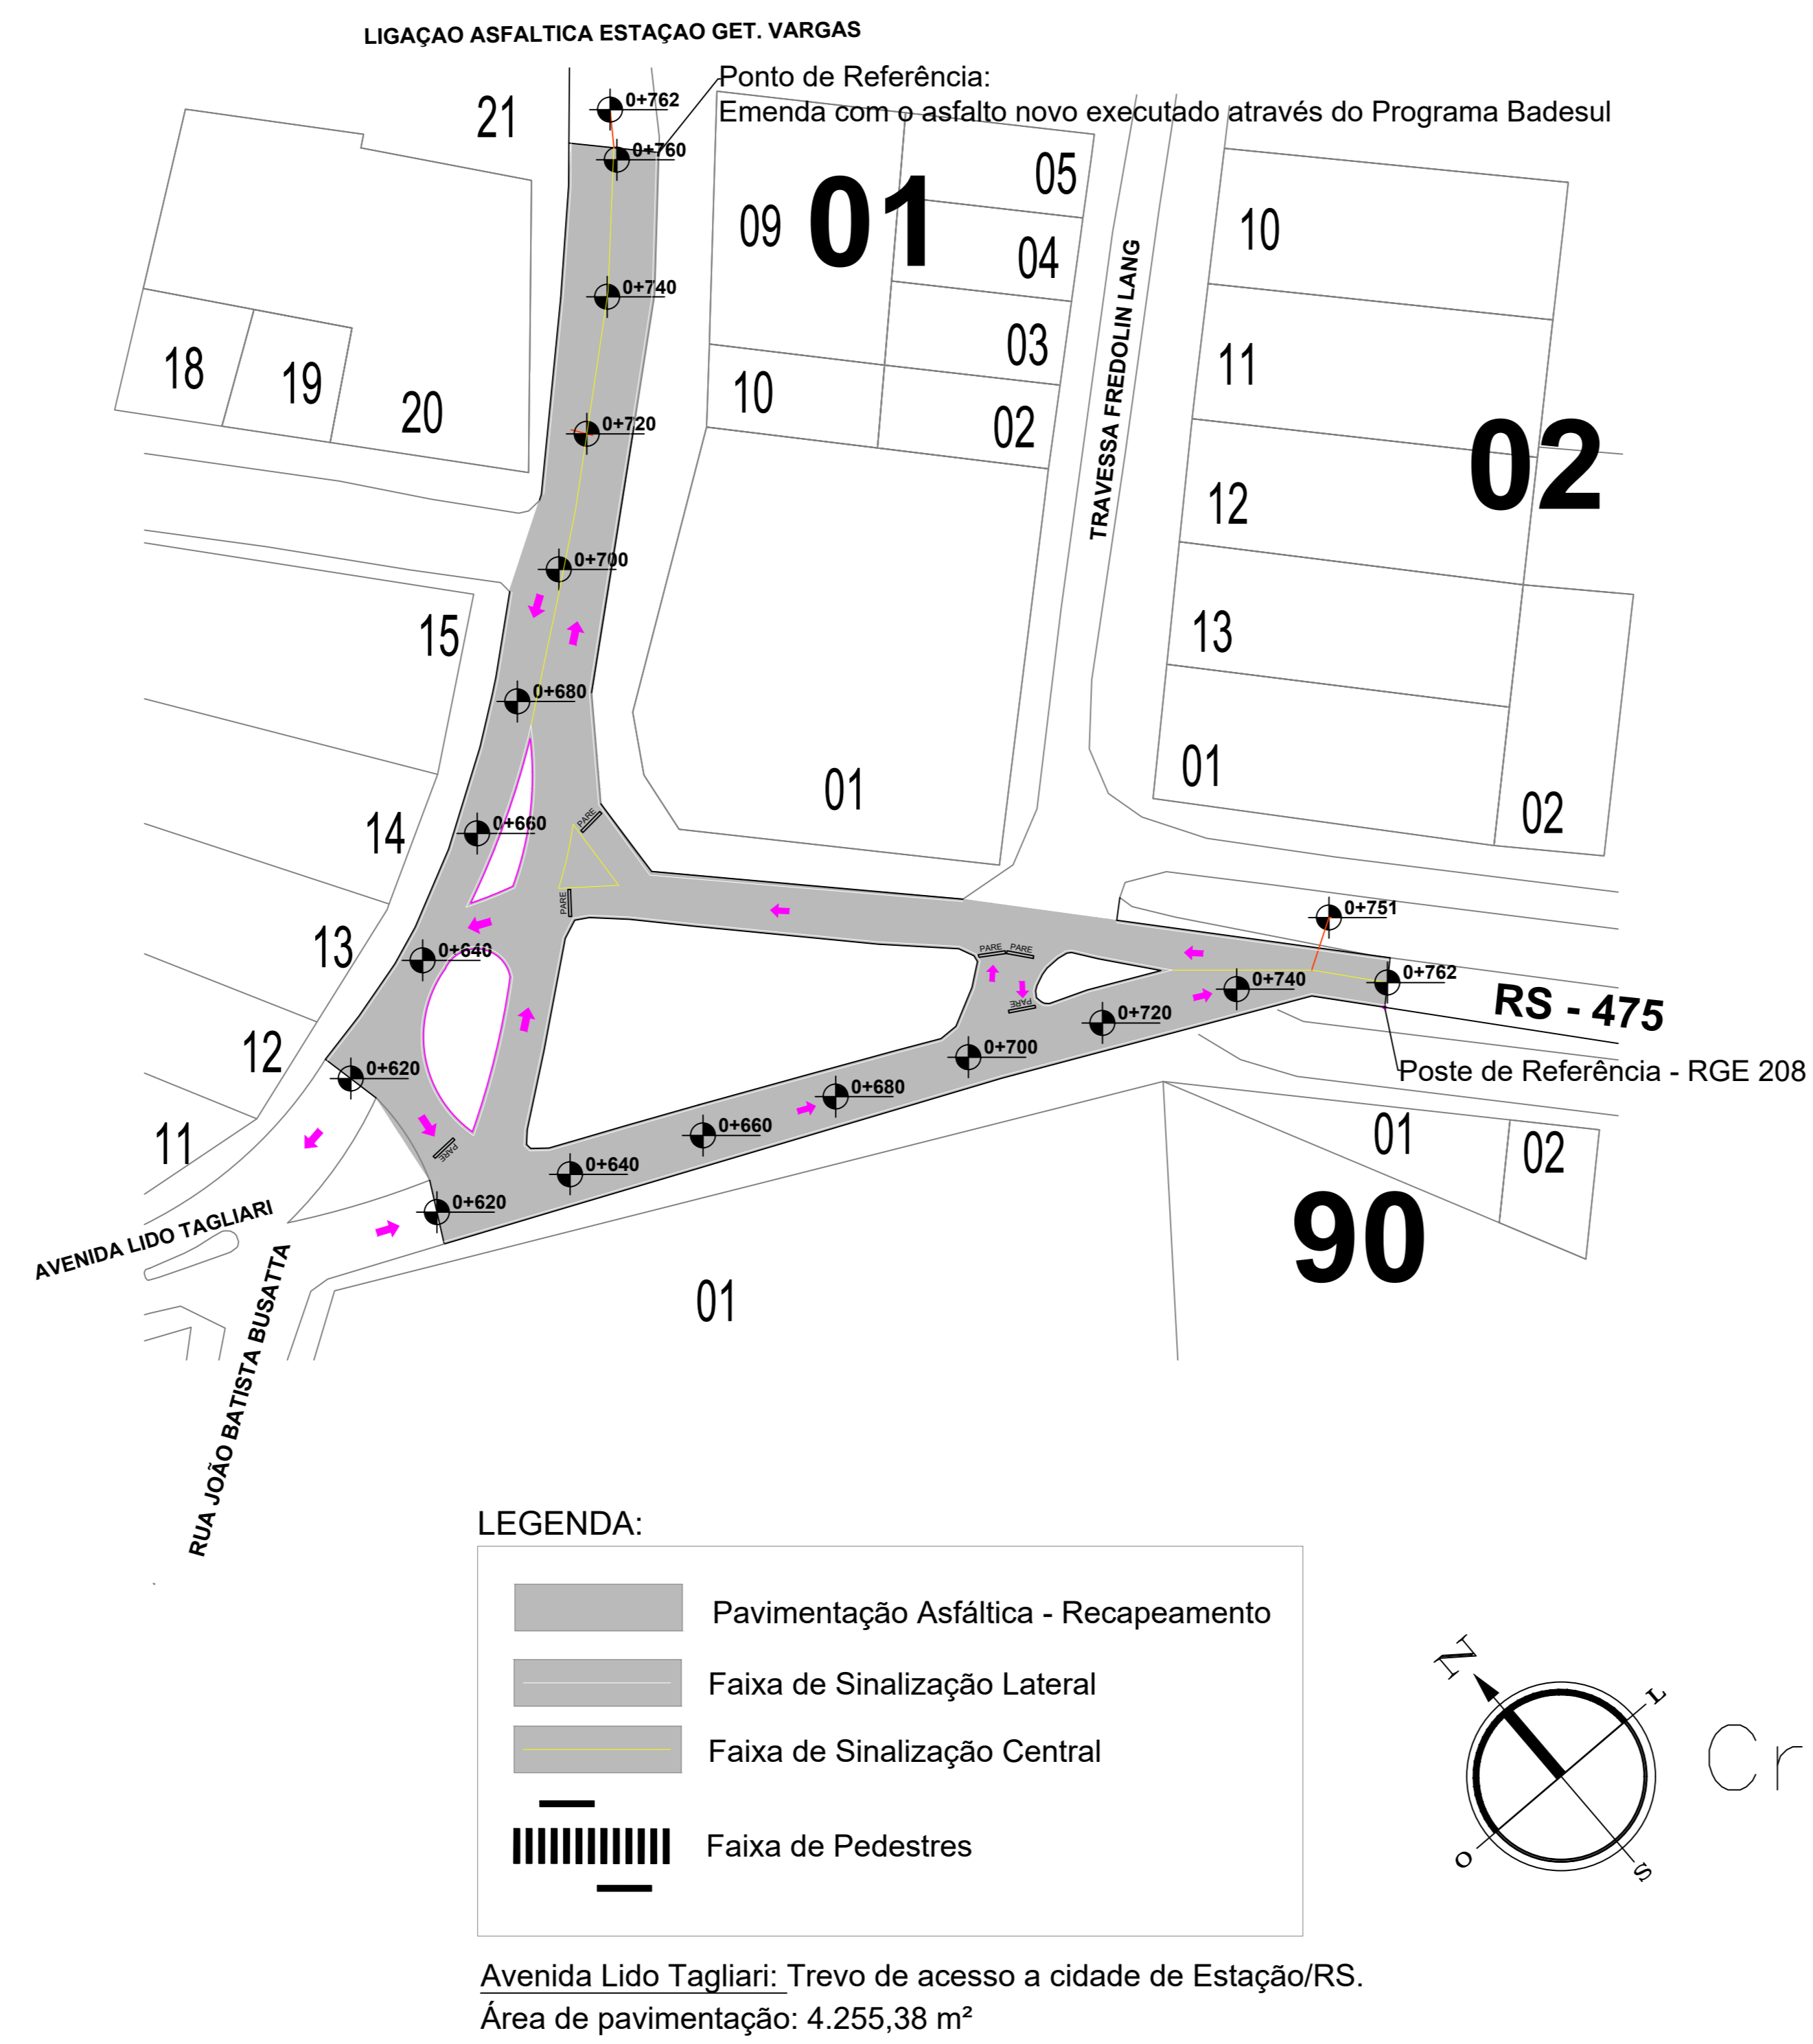 LIGAÇAO ASFALTICA ESTAÇAO GET. VARGAS
Ponto de Referência:
Emenda com o asfalto novo executado através do Programa Badesul
21
0+762
0+760
05
09
01
04
10
0+740
TRAVESSA FREDOLIN LANG
03
11
18
19
20
10
02
0+720
02
12
0+700
15
13
0+680
01
01
02
14
0+660
PARE
PARE
0+751
13
0+640
PARE
PARE
0+762
0+740
PARE
RS - 475
0+720
12
0+620
0+700
Poste de Referência - RGE 208
0+680
11
PARE
0+660
01
02
0+640
0+620
AVENIDA LIDO TAGLIARI
90
01
RUA JOÃO BATISTA BUSATTA
LEGENDA:
Pavimentação Asfáltica - Recapeamento
Faixa de Sinalização Lateral
Faixa de Sinalização Central
Faixa de Pedestres
N
L
O
S
Cr
Avenida Lido Tagliari: Trevo de acesso a cidade de Estação/RS.
Área de pavimentação: 4.255,38 m²